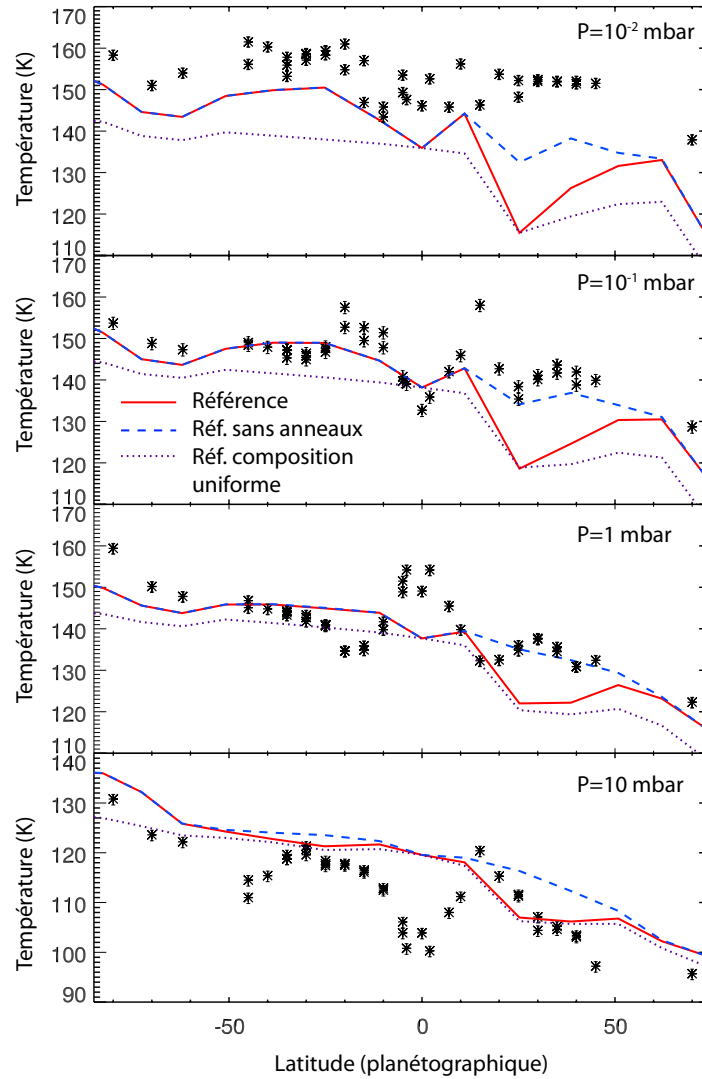 170
160
150
140
130
120
110
Température (K)
P=10⁻² mbar
170
160
150
140
130
120
110
Température (K)
P=10⁻¹ mbar
Référence
Réf. sans anneaux
Réf. composition
uniforme
170
160
150
140
130
120
110
Température (K)
P=1 mbar
140
130
120
110
100
90
Température (K)
P=10 mbar
-50
0
50
Latitude (planétographique)